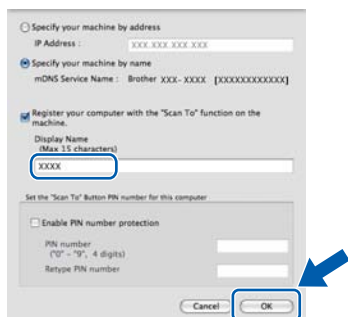 Specify your machine by address
IP Address : XXX.XXX.XXX.XXX
Specify your machine by name
mDNS Service Name : Brother XXX-XXXX [XXXXXXXXXXXX]
Register your computer with the "Scan To" function on the
machine.
Display Name
(Max 15 characters)
XXXX
Set the "Scan To" Button PIN number for this computer
Enable PIN number protection
PIN number
("0" - "9", 4 digits)
Retype PIN number
Cancel OK